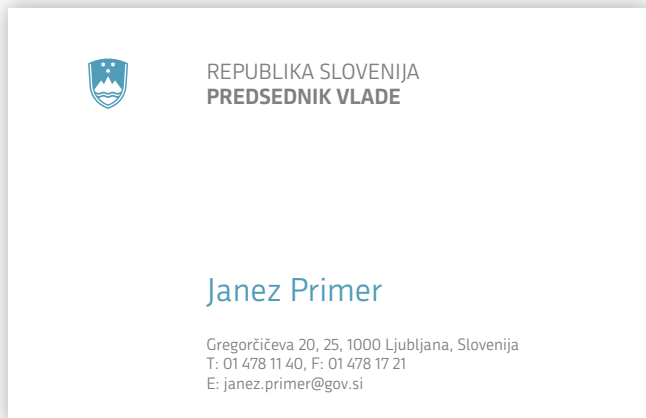 REPUBLIKA SLOVENIJA
PREDSEDNIK VLADE
Janez Primer
Gregorčičeva 20, 25, 1000 Ljubljana, Slovenija
T: 01 478 11 40, F: 01 478 17 21
E: janez.primer@gov.si